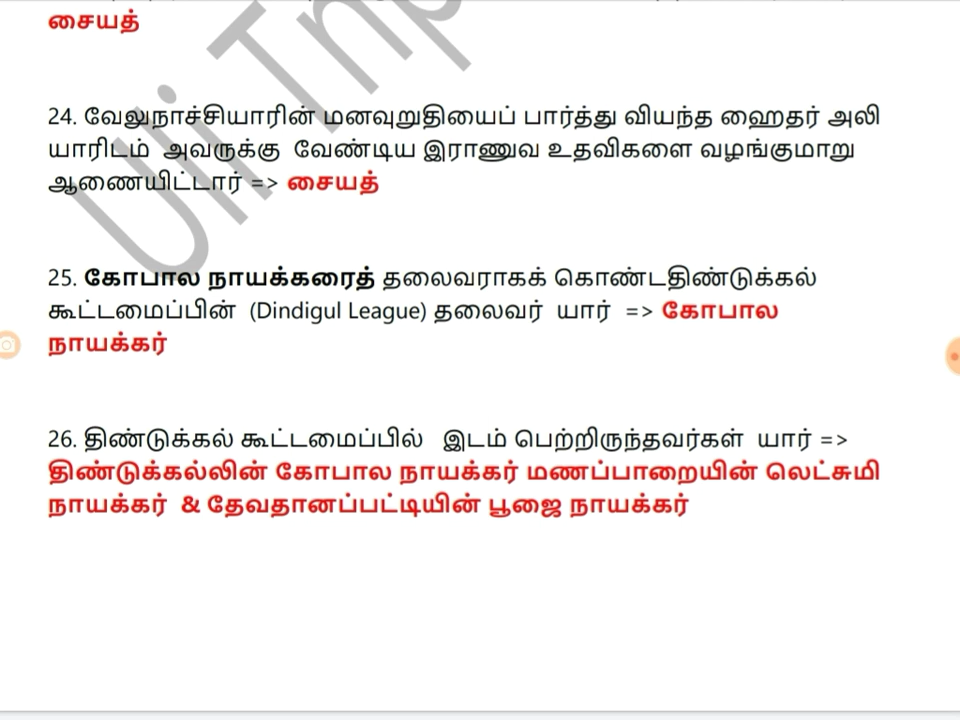 சையத்
24. வேலுநாச்சியாரின் மனவுறுதியைப் பார்த்து வியந்த ஹைதர் அலி
யாரிடம் அவருக்கு வேண்டிய இராணுவ உதவிகளை வழங்குமாறு
ஆணையிட்டார் => சையத்
25. கோபால நாயக்கரைத் தலைவராகக் கொண்டதிண்டுக்கல்
கூட்டமைப்பின் (Dindigul League) தலைவர் யார் => கோபால
நாயக்கர்
26. திண்டுக்கல் கூட்டமைப்பில் இடம் பெற்றிருந்தவர்கள் யார் =>
திண்டுக்கல்லின் கோபால நாயக்கர் மணப்பாறையின் லெட்சுமி
நாயக்கர் & தேவதானப்பட்டியின் பூஜை நாயக்கர்